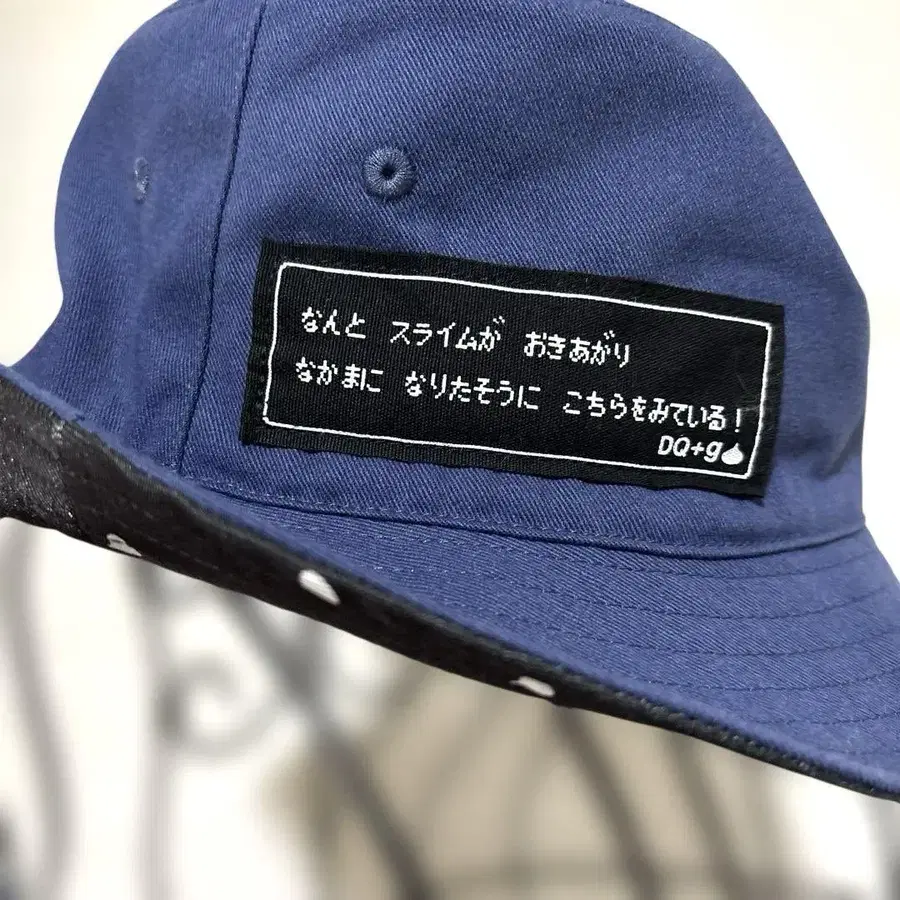 なんと スライムが おきあがり
なかまに なりたそうに こちらをみている！
DQ+g